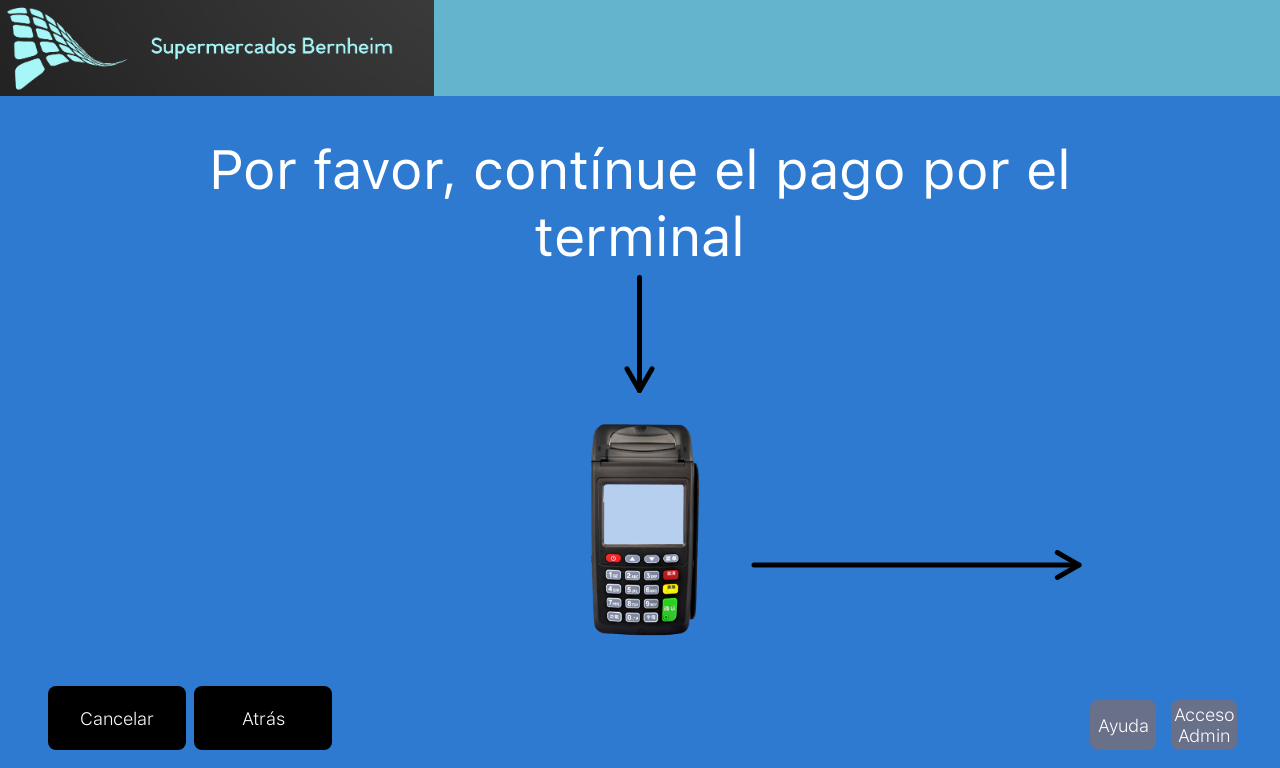 Supermercados Bernheim
Por favor, contínue el pago por el
terminal
Cancelar
Atrás
Ayuda
Acceso
Admin